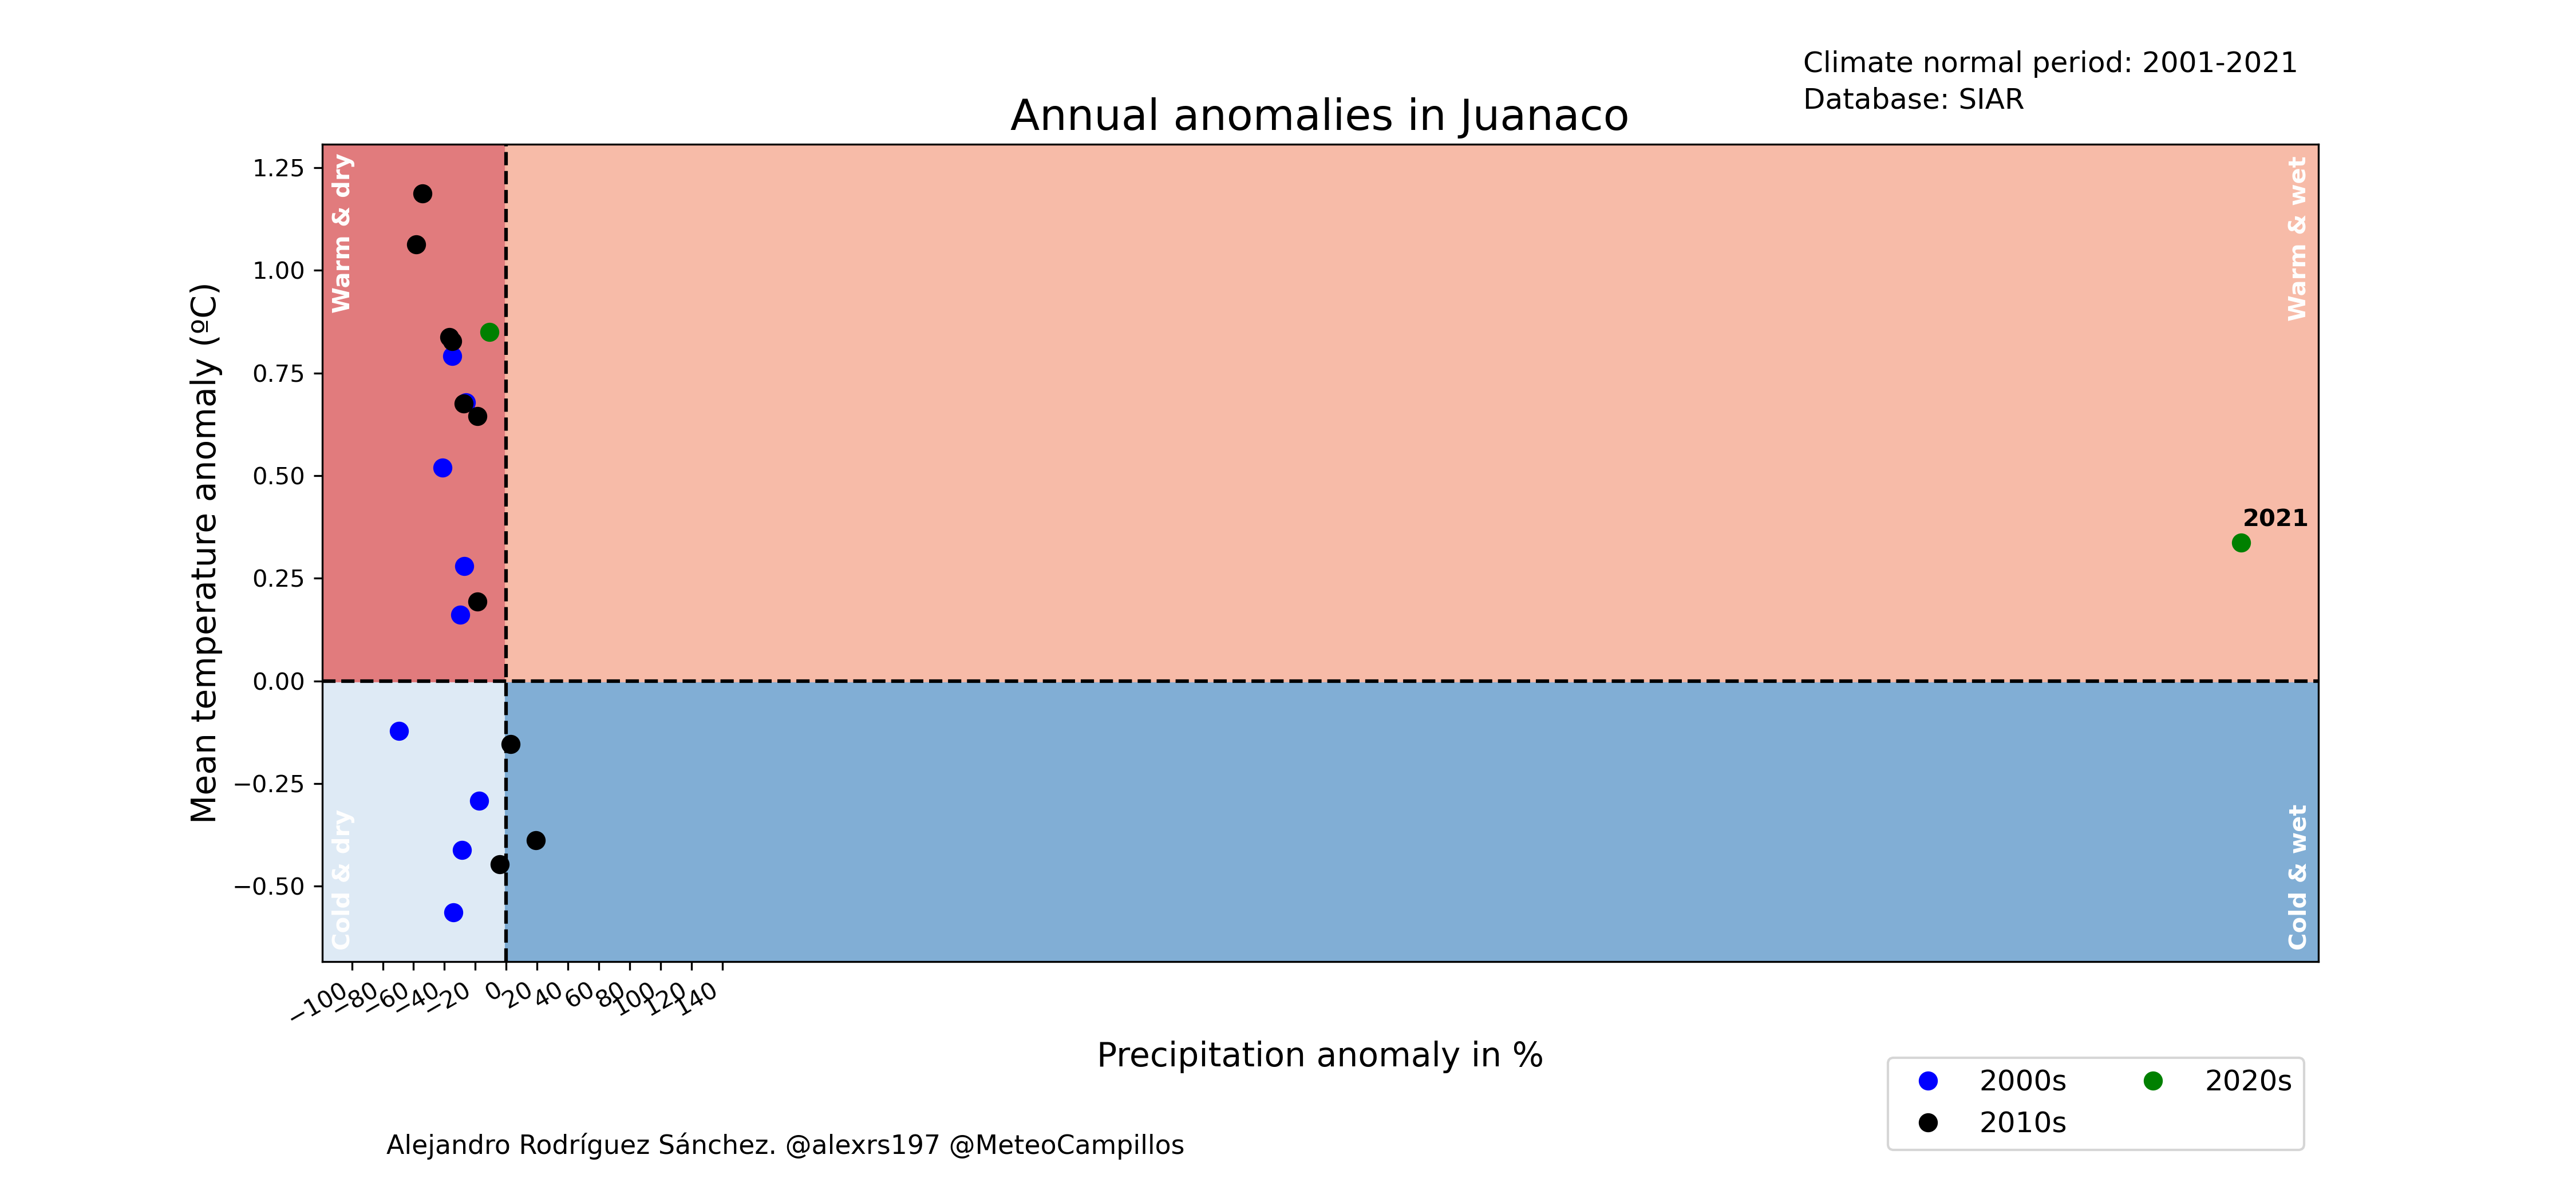 Climate normal period: 2001-2021
Database: SIAR
Annual anomalies in Juanaco
Warm & dry
Warm & wet
Cold & dry
Cold & wet
2021
Mean temperature anomaly (ºC)
1.25
1.00
0.75
0.50
0.25
0.00
−0.25
−0.50
−100
−80
−60
−40
−20
0
20
40
60
80
100
120
140
Precipitation anomaly in %
2000s
2010s
2020s
Alejandro Rodríguez Sánchez. @alexrs197 @MeteoCampillos